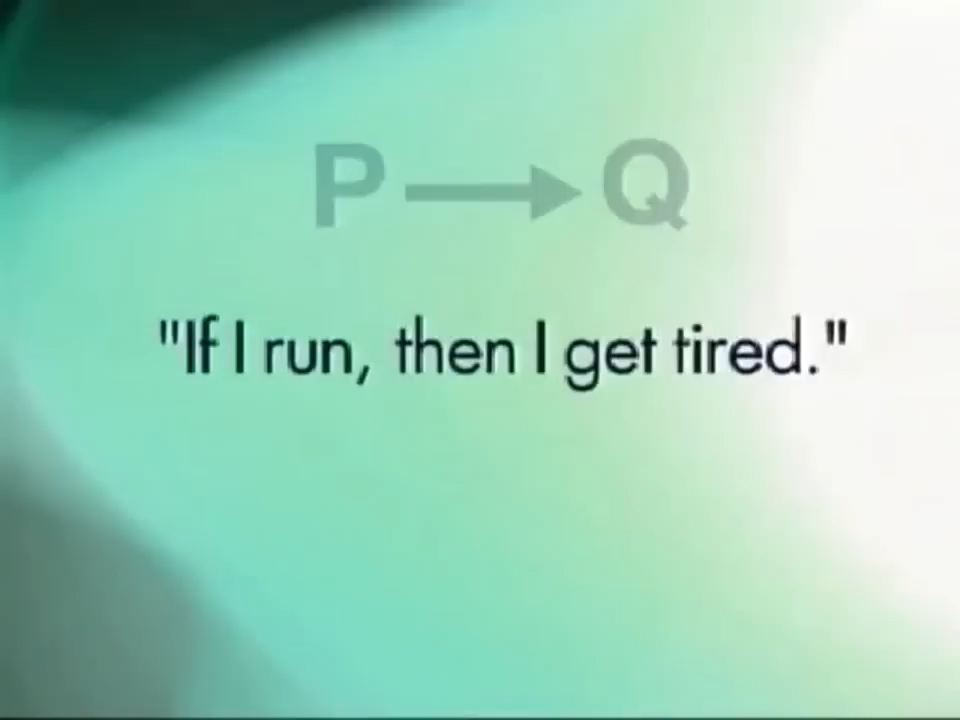 P → Q
"If I run, then I get tired."